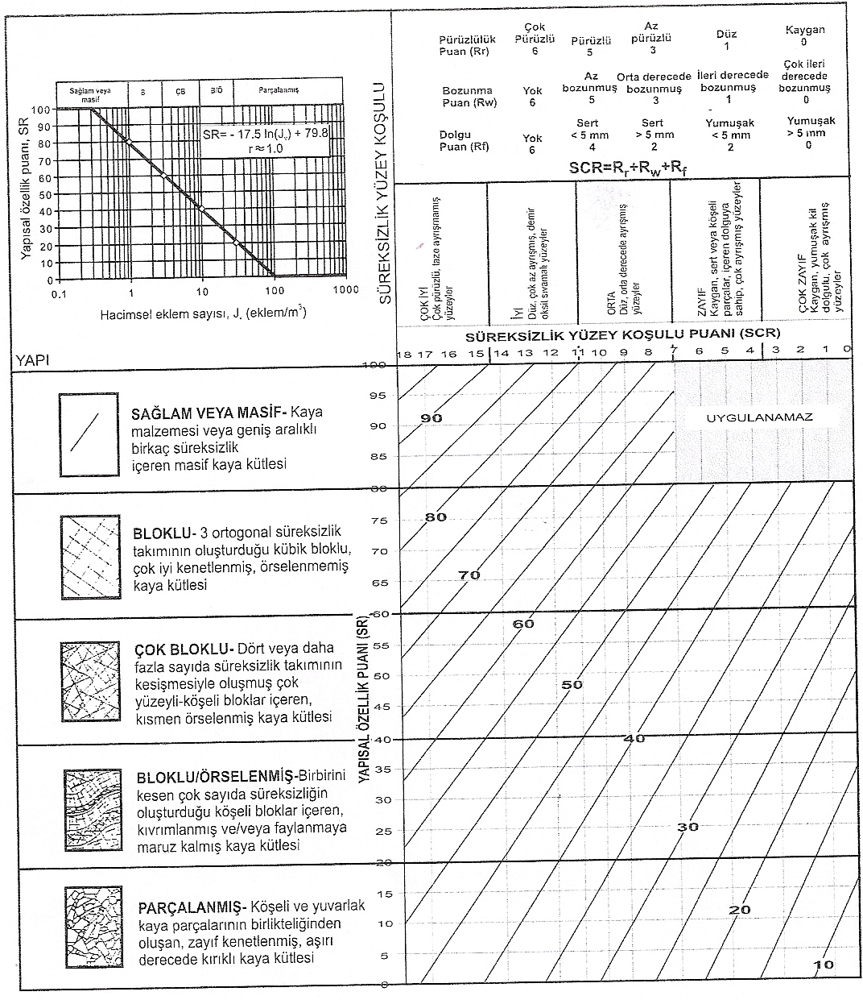 Sağlam veya
masif
B
ÇB
B/Ö
Parçalanmış
Yapısal özellik puanı, SR
100
90
80
70
60
50
40
30
20
10
0
SR= - 17.5 ln(Jv) + 79.8
r ≈ 1.0
0.1
1
10
100
1000
Hacimsel eklem sayısı, Jv (eklem/m³)
YAPI
SÜREKSİZLİK YÜZEY KOŞULU
Pürüzlülük
Puan (Rr)
Çok
Pürüzlü
6
Pürüzlü
5
Az
pürüzlü
3
Düz
1
Kaygan
0
Bozunma
Puan (Rw)
Yok
6
Az
bozunmuş
5
Orta derecede
bozunmuş
3
İleri derecede
bozunmuş
1
Çok ileri
derecede
bozunmuş
0
Dolgu
Puan (Rf)
Yok
6
Sert
< 5 mm
4
Sert
> 5 mm
2
Yumuşak
< 5 mm
2
Yumuşak
> 5 mm
0
SCR=Rr+Rw+Rf
ÇOK İYİ
Çok pürüzlü, taze ayrışmamış
yüzeyler
İYİ
Düz, çok az ayrışmış, demir
oksit sıvamalı yüzeyler
ORTA
Düz, orta derecede ayrışmış
yüzeyler
ZAYIF
Kaygan, sert veya köşeli
parçalar, içeren dolguya
sahip, çok ayrışmış yüzeyler
ÇOK ZAYIF
Kaygan, yumuşak kil
dolgulu, çok ayrışmış
yüzeyler
SÜREKSİZLİK YÜZEY KOŞULU PUANI (SCR)
18 17 16 15 14 13 12 11 10 9 8 7 6 5 4 3 2 1 0
SAĞLAM VEYA MASİF- Kaya
malzemesi veya geniş aralıklı
birkaç süreksizlik
içeren masif kaya kütlesi
BLOKLU- 3 ortogonal süreksizlik
takımının oluşturduğu kübik bloklu,
çok iyi kenetlenmiş, örselenmemiş
kaya kütlesi
ÇOK BLOKLU- Dört veya daha
fazla sayıda süreksizlik takımının
kesişmesiyle oluşmuş çok
yüzeyli-köşeli bloklar içeren,
kısmen örselenmiş kaya kütlesi
BLOKLU/ÖRSELENMİŞ-Birbirini
kesen çok sayıda süreksizliğin
oluşturduğu köşeli bloklar içeren,
kıvrımlanmış ve/veya faylanmaya
maruz kalmış kaya kütlesi
PARÇALANMIŞ- Köşeli ve yuvarlak
kaya parçalarının birlikteliğinden
oluşan, zayıf kenetlenmiş, aşırı
derecede kırıklı kaya kütlesi
YAPISAL ÖZELLİK PUANI (SR)
100
95
90
85
80
75
70
65
60
55
50
45
40
35
30
25
20
15
10
5
0
UYGULANAMAZ
90
80
70
60
50
40
30
20
10